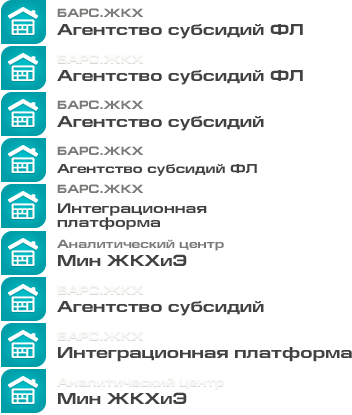 БАРС.ЖКХ
Агентство субсидий ФЛ
БАРС.ЖКХ
Агентство субсидий ФЛ
БАРС.ЖКХ
Агентство субсидий
БАРС.ЖКХ
Агентство субсидий ФЛ
БАРС.ЖКХ
Интеграционная
платформа
Аналитический центр
Мин ЖКХиЭ
БАРС.ЖКХ
Агентство субсидий
БАРС.ЖКХ
Интеграционная платформа
Аналитический центр
Мин ЖКХиЭ